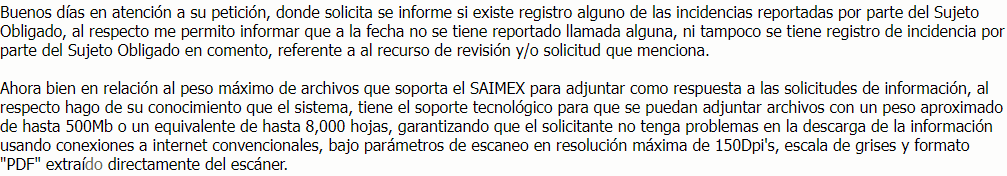 Buenos días en atención a su petición, donde solicita se informe si existe registro alguno de las incidencias reportadas por parte del Sujeto
Obligado, al respecto me permito informar que a la fecha no se tiene reportado llamada alguna, ni tampoco se tiene registro de incidencia por
parte del Sujeto Obligado en comento, referente a al recurso de revisión y/o solicitud que menciona.
Ahora bien en relación al peso máximo de archivos que soporta el SAIMEX para adjuntar como respuesta a las solicitudes de información, al
respecto hago de su conocimiento que el sistema, tiene el soporte tecnológico para que se puedan adjuntar archivos con un peso aproximado
de hasta 500Mb o un equivalente de hasta 8,000 hojas, garantizando que el solicitante no tenga problemas en la descarga de la información
usando conexiones a internet convencionales, bajo parámetros de escaneo en resolución máxima de 150Dpi's, escala de grises y formato
"PDF" extraído directamente del escáner.